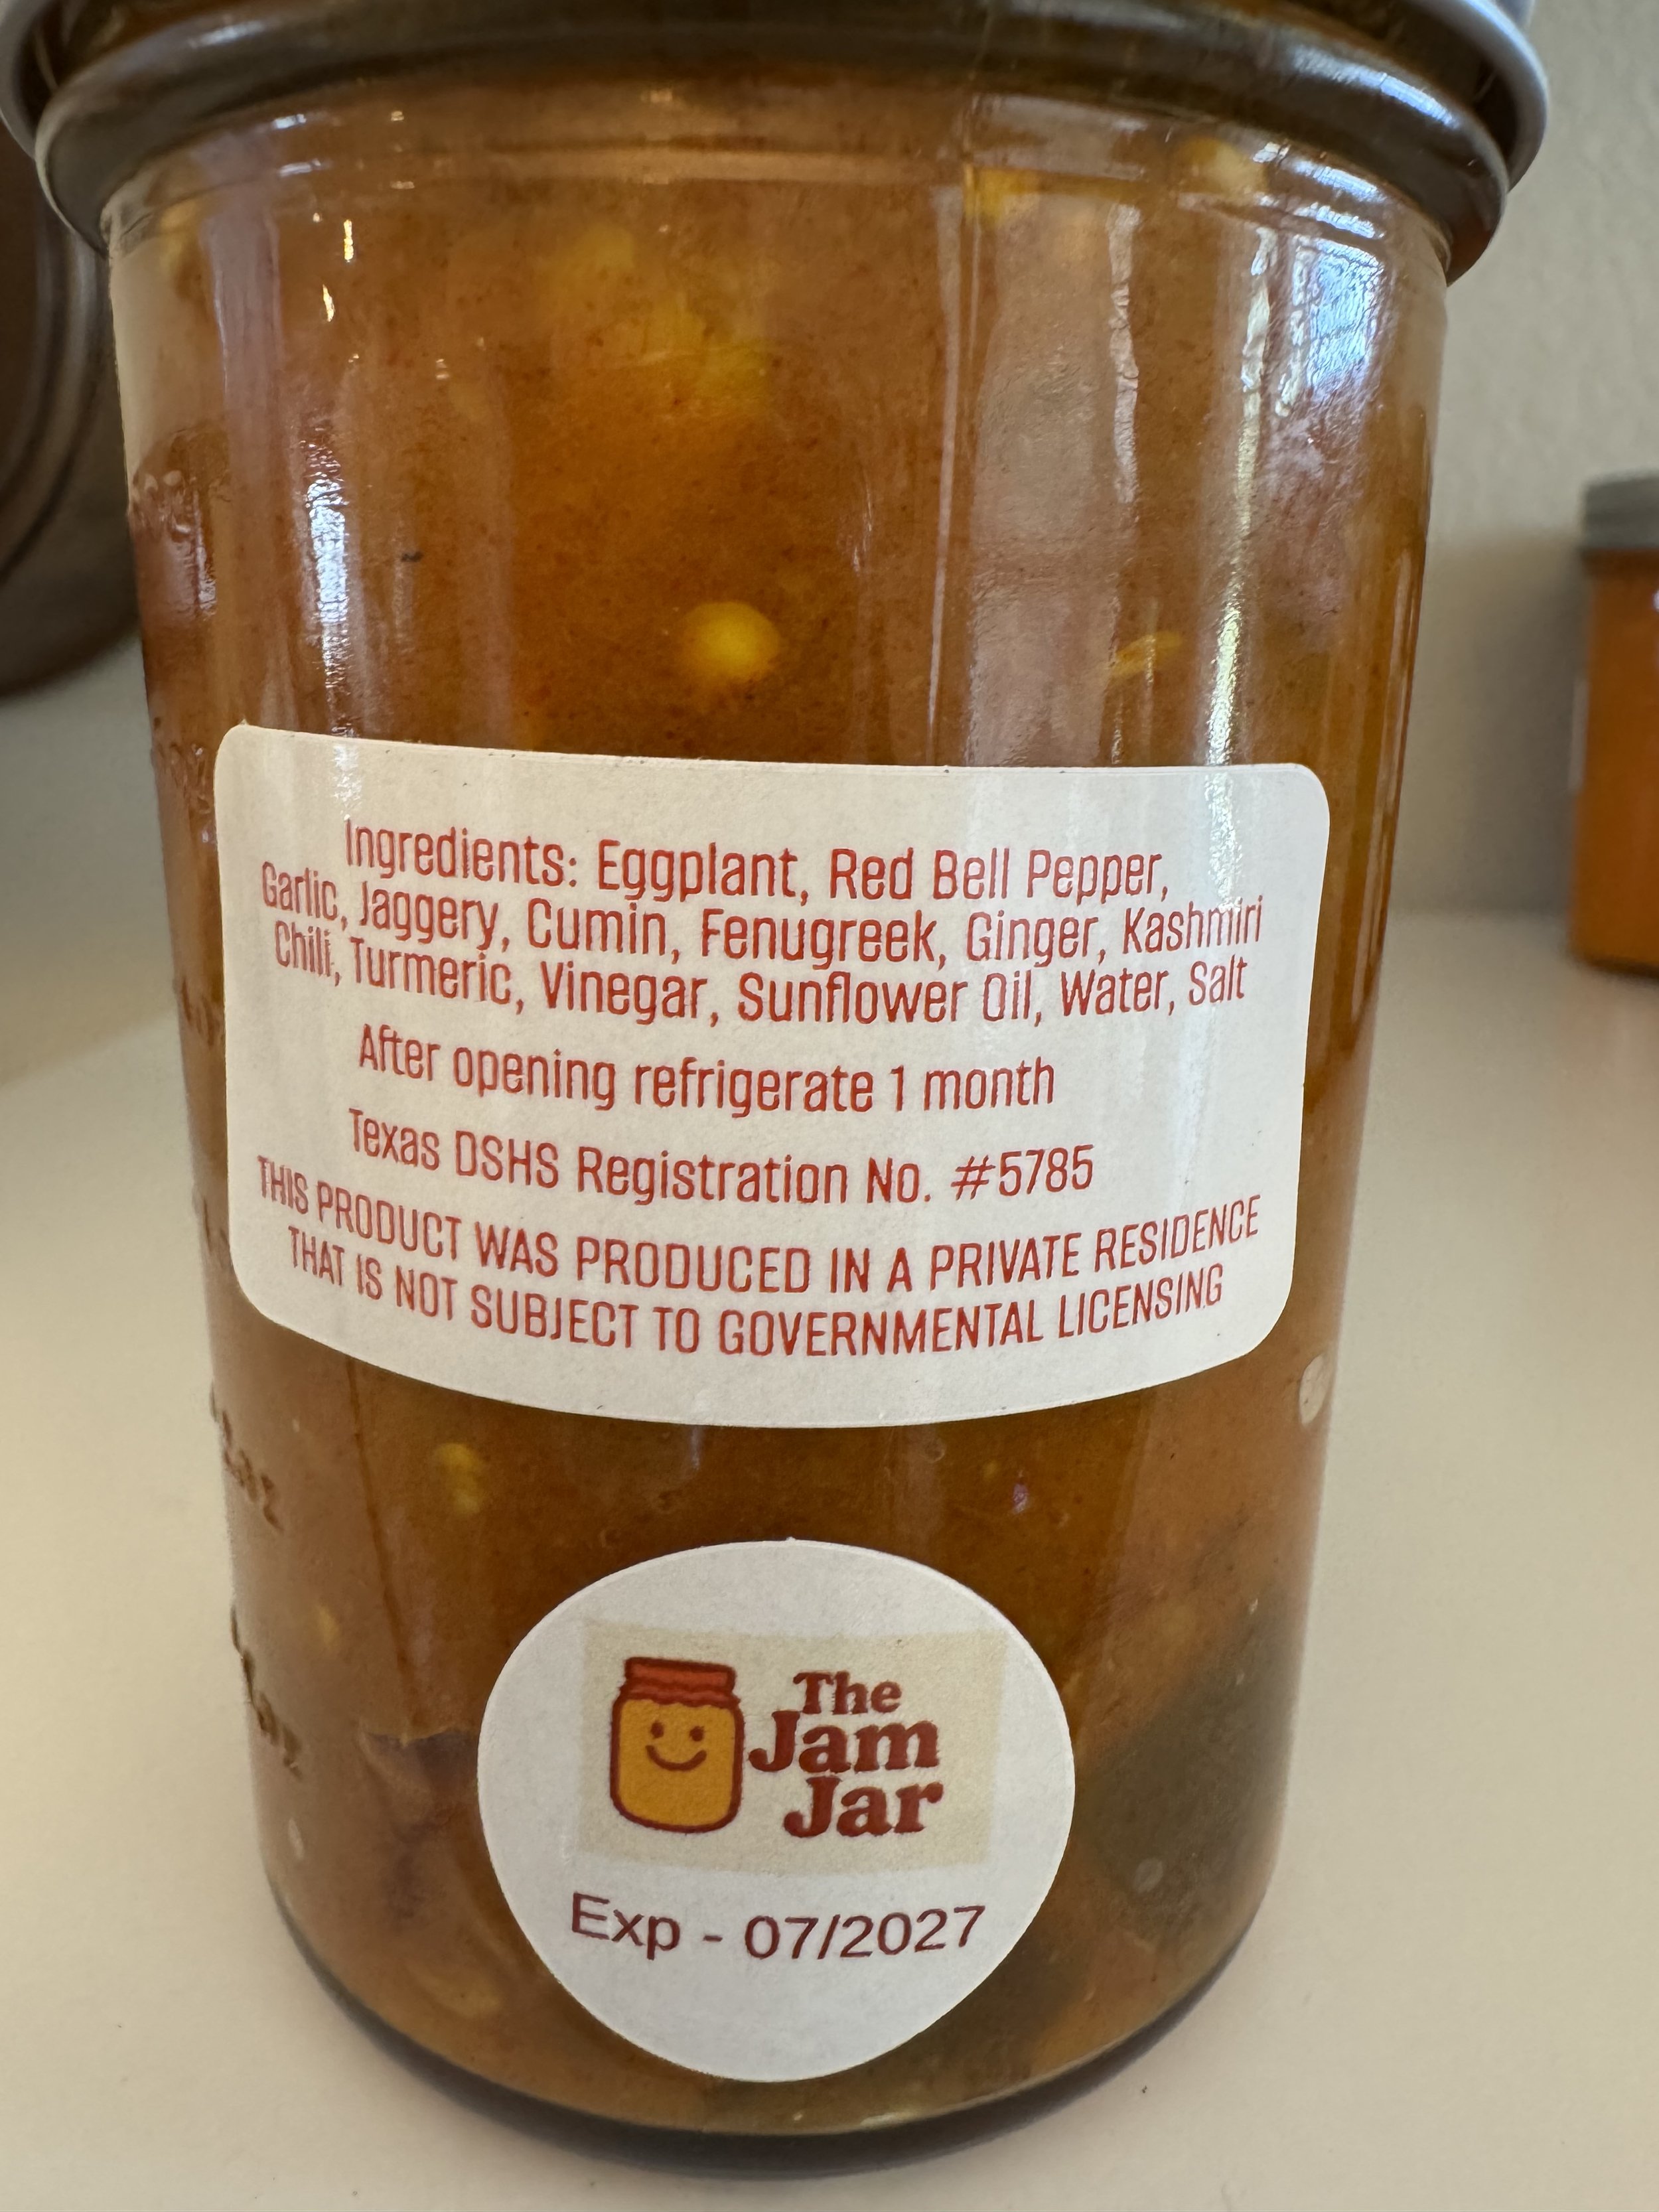 Ingredients: Eggplant, Red Bell Pepper,
Garlic, Jaggery, Cumin, Fenugreek, Ginger, Kashmiri
Chili, Turmeric, Vinegar, Sunflower Oil, Water, Salt
After opening refrigerate 1 month
Texas DSHS Registration No. #5785
THIS PRODUCT WAS PRODUCED IN A PRIVATE RESIDENCE
THAT IS NOT SUBJECT TO GOVERNMENTAL LICENSING
The
Jam
Jar
Exp - 07/2027